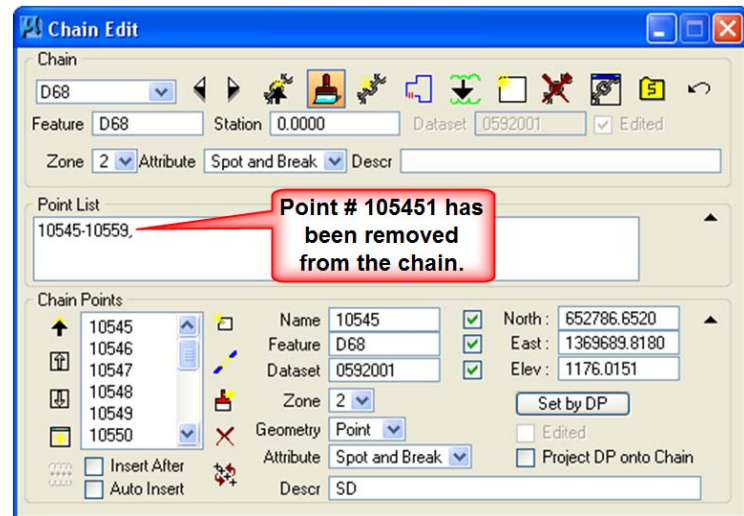 Chain Edit
Chain
D68
Feature D68 Station 0.0000 Dataset 0592001 Edited
Zone 2 Attribute Spot and Break Descr
Point List
10545-10559,
Point # 105451 has
been removed
from the chain.
Chain Points
10545
10546
10547
10548
10549
10550
Insert After
Auto Insert
Name 10545
Feature D68
Dataset 0592001
Zone 2
Geometry Point
Attribute Spot and Break
Descr SD
North : 652786.6520
East : 1369689.8180
Elev : 1176.0151
Set by DP
Edited
Project DP onto Chain